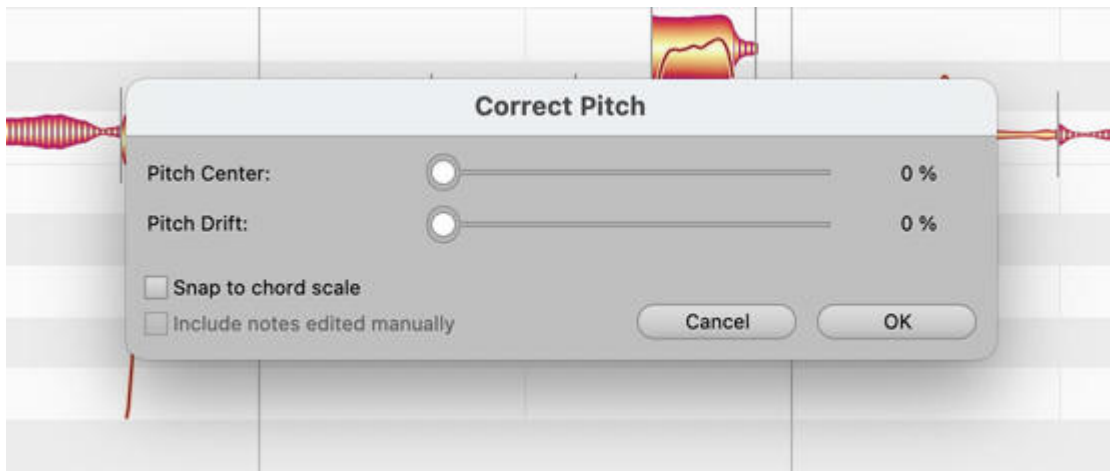 Correct Pitch
Pitch Center: 0 %
Pitch Drift: 0 %
Snap to chord scale
Include notes edited manually
Cancel OK